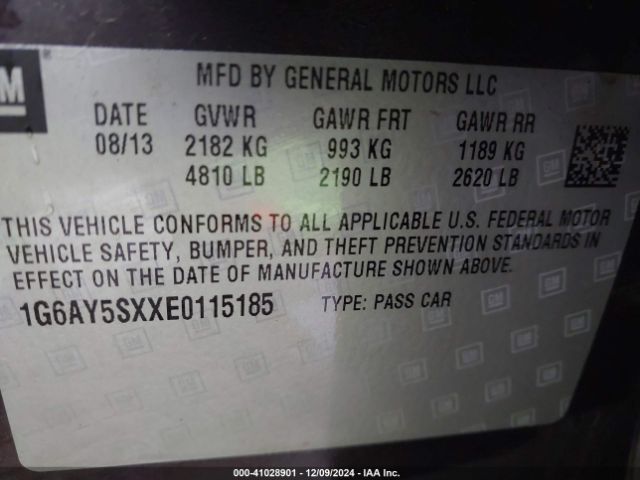 GM
MFD BY GENERAL MOTORS LLC
DATE GVWR GAWR FRT GAWR RR
08/13 2182 KG 993 KG 1189 KG
4810 LB 2190 LB 2620 LB
THIS VEHICLE CONFORMS TO ALL APPLICABLE U.S. FEDERAL MOTOR
VEHICLE SAFETY, BUMPER, AND THEFT PREVENTION STANDARDS IN
EFFECT ON THE DATE OF MANUFACTURE SHOWN ABOVE.
1G6AY5SXXE0115185 TYPE: PASS CAR
000-41028901 / 12/09/2024 - IAA Inc.